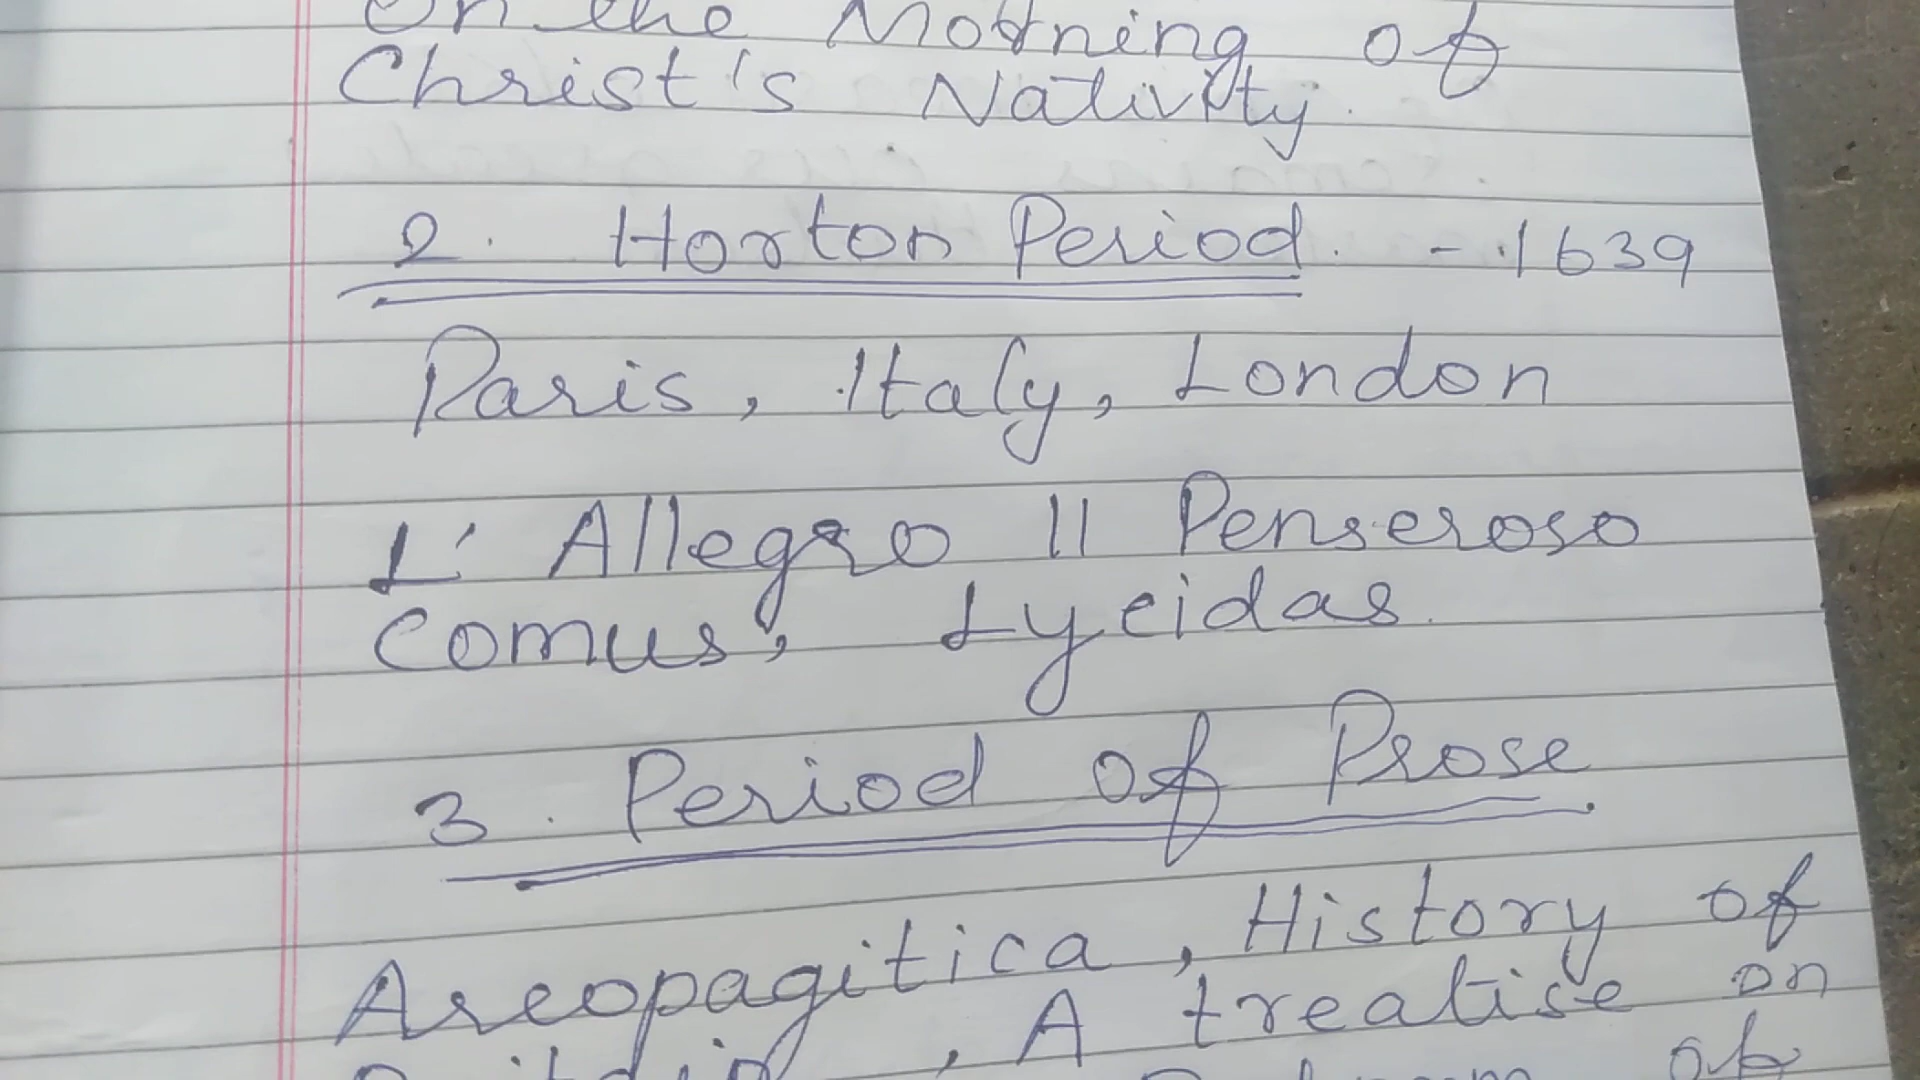 On the Morning of
Christ's Nativity.
2. Horton Period. - 1639
Paris, Italy, London
L' Allegro Il Penseroso
Comus, Lycidas.
3. Period of Prose
Areopagitica, History of
, A treatise on
of